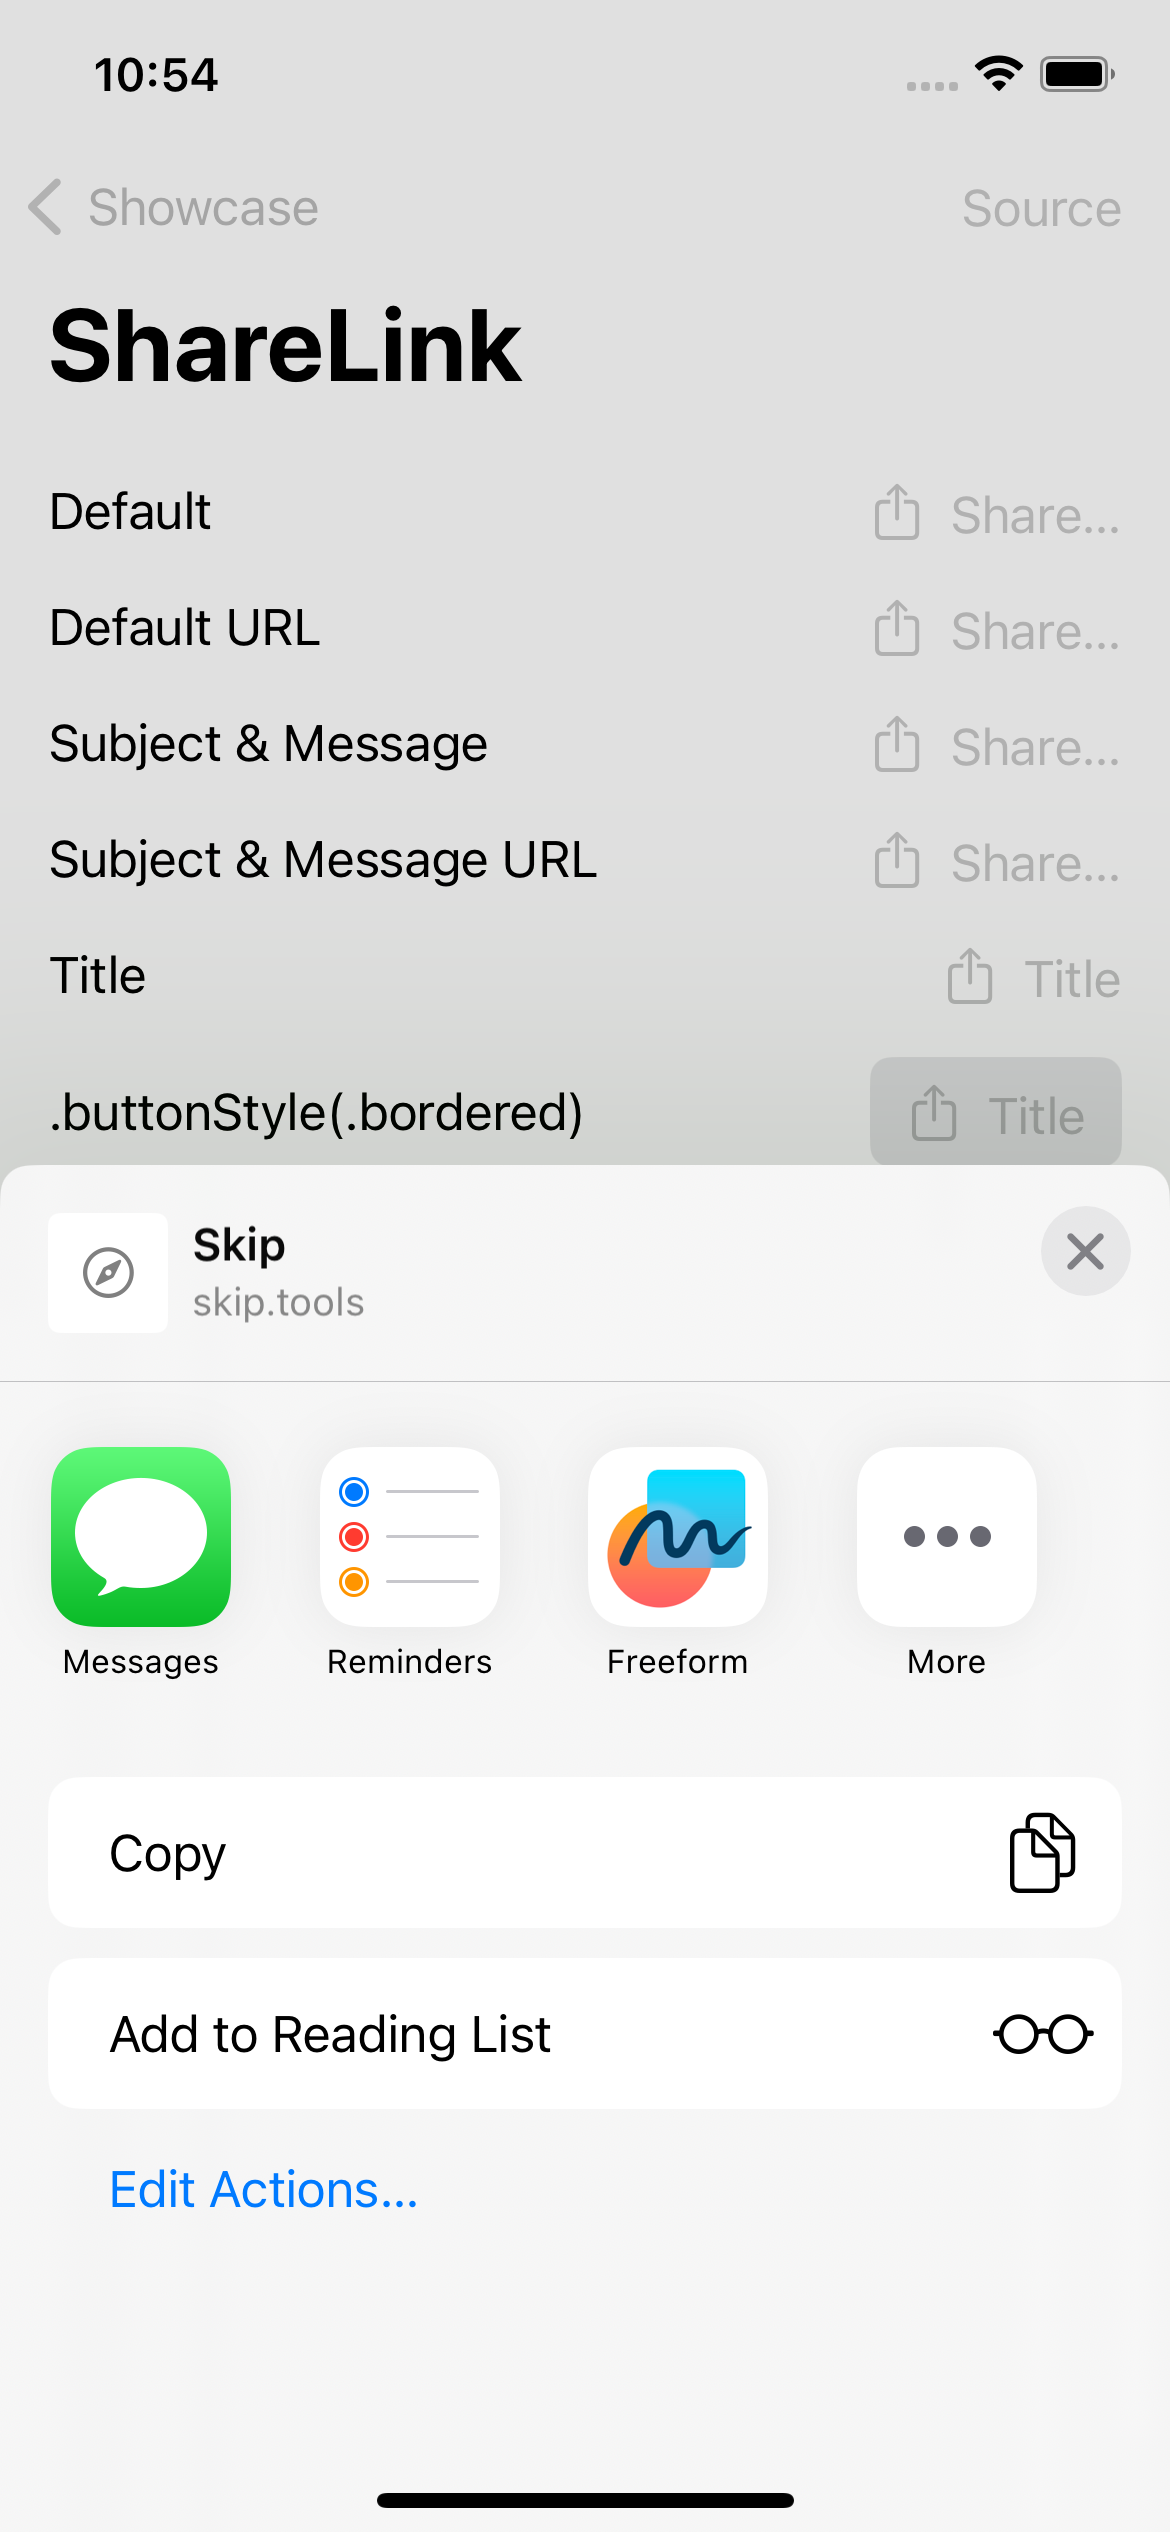 10:54
Showcase
Source
ShareLink
Default
Share...
Default URL
Share...
Subject & Message
Share...
Subject & Message URL
Share...
Title
Title
.buttonStyle(.bordered)
Title
Skip
skip.tools
Messages
Reminders
Freeform
More
Copy
Add to Reading List
Edit Actions...